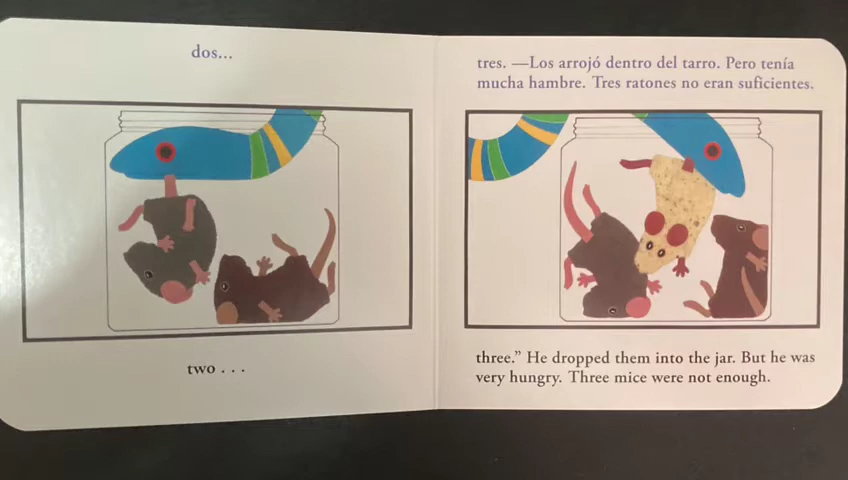 dos...
two . . .
tres. —Los arrojó dentro del tarro. Pero tenía
mucha hambre. Tres ratones no eran suficientes.
three.” He dropped them into the jar. But he was
very hungry. Three mice were not enough.